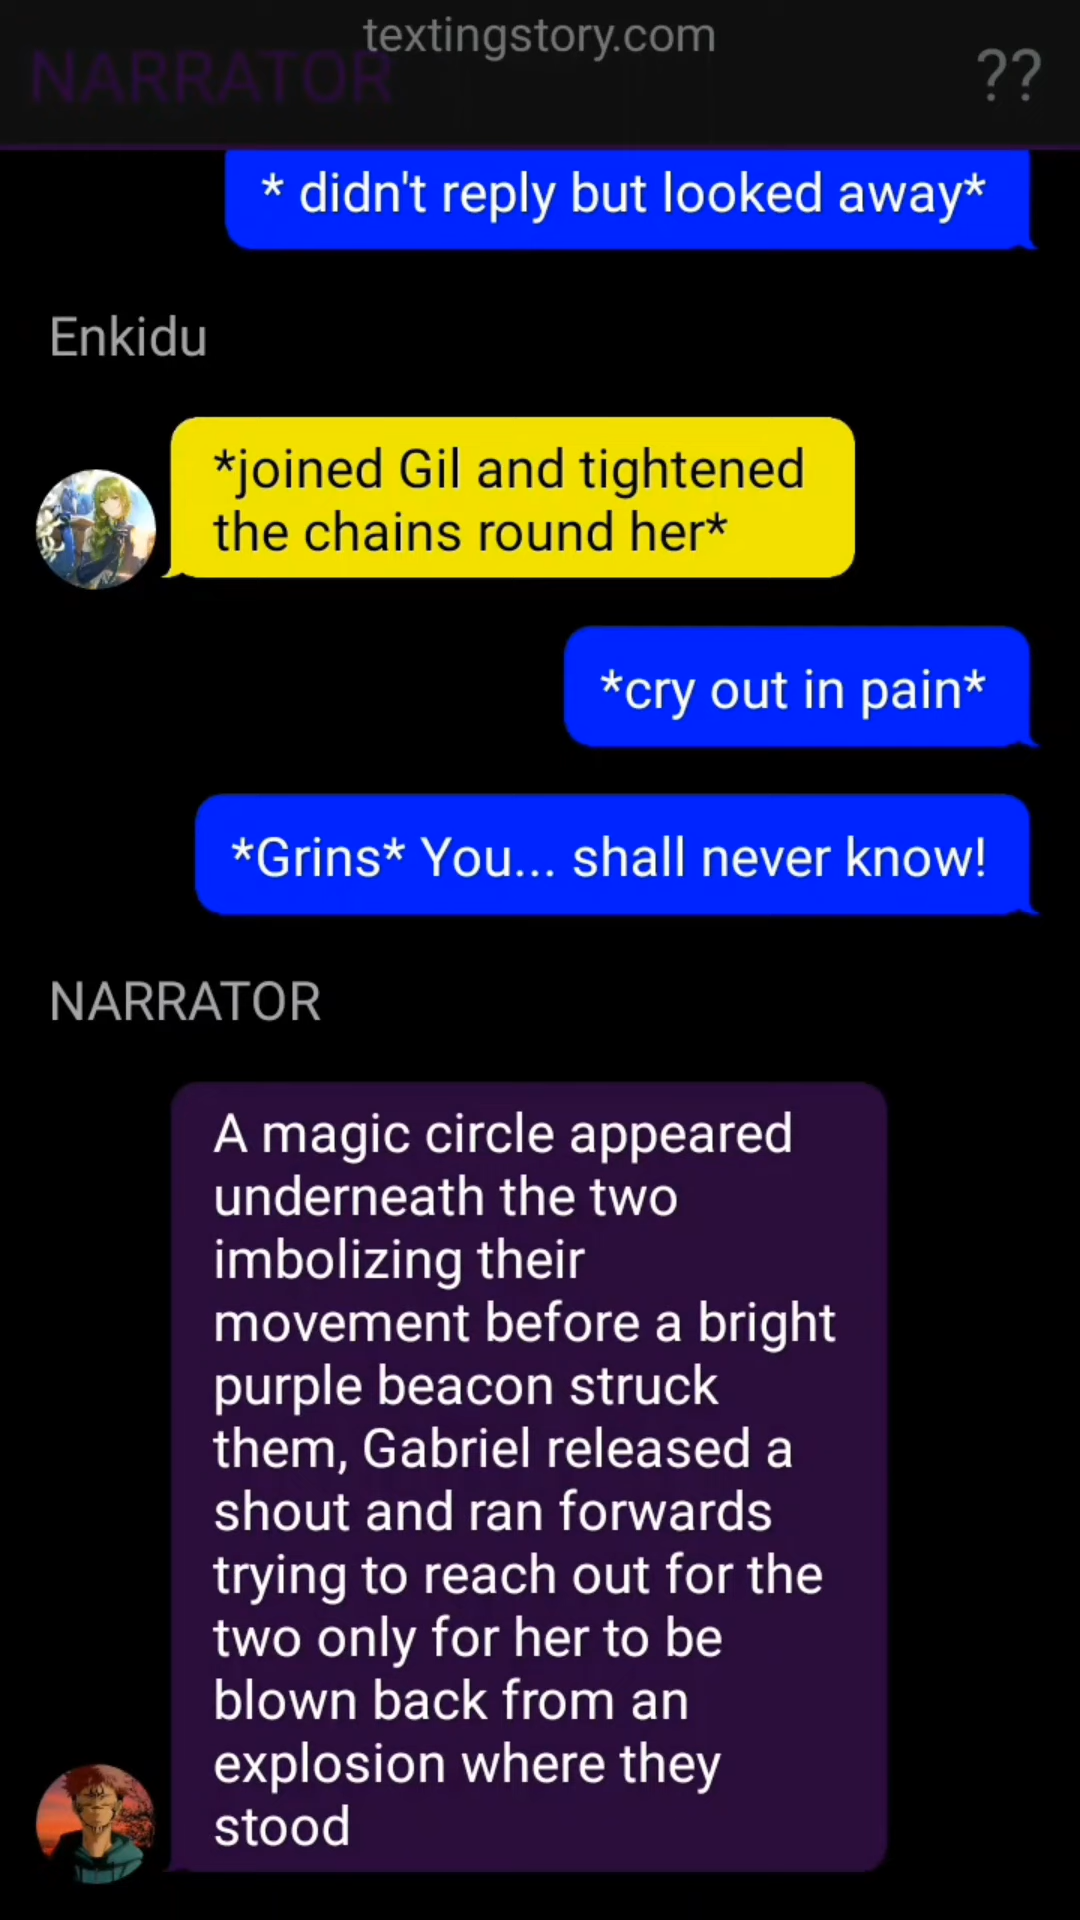 textingstory.com
NARRATOR
??
* didn't reply but looked away*
Enkidu
*joined Gil and tightened
the chains round her*
*cry out in pain*
*Grins* You... shall never know!
NARRATOR
A magic circle appeared
underneath the two
imbolizing their
movement before a bright
purple beacon struck
them, Gabriel released a
shout and ran forwards
trying to reach out for the
two only for her to be
blown back from an
explosion where they
stood